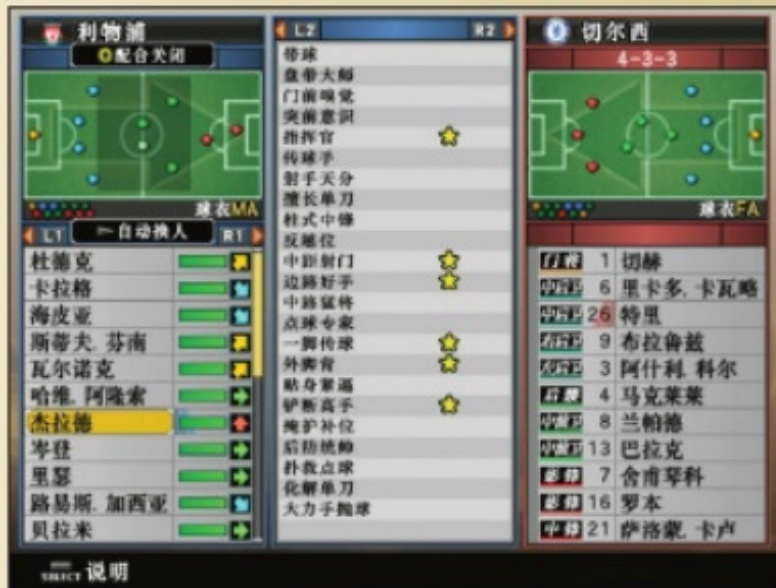 利物浦
配合关闭
球衣MA
L1 自动换人 R1
杜德克
卡拉格
海皮亚
斯蒂夫.芬南
瓦尔诺克
哈维.阿隆索
杰拉德
岑登
里瑟
路易斯.加西亚
贝拉米
L2 R2
带球
盘带大师
门前嗅觉
突前意识
指挥官
传球手
射手天分
擅长单刀
柱式中锋
反越位
中距射门
边路好手
中路猛将
点球专家
一脚传球
外脚背
贴身紧逼
铲断高手
掩护补位
后防统帅
扑救点球
化解单刀
大力手抛球
切尔西
4-3-3
球衣FA
门将 1 切赫
中后卫 6 里卡多.卡瓦略
中后卫 26 特里
右后卫 9 布拉鲁兹
左后卫 3 阿什利.科尔
后腰 4 马克莱莱
中前卫 8 兰帕德
中前卫 13 巴拉克
影锋 7 舍甫琴科
影锋 16 罗本
中锋 21 萨洛蒙.卡卢
SELECT 说明